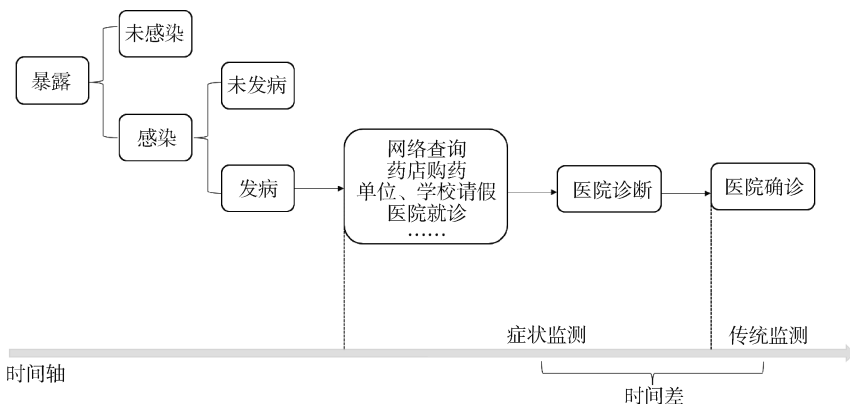 未感染
暴露
未发病
感染
发病
网络查询
药店购药
单位、学校请假
医院就诊
……
医院诊断
医院确诊
症状监测
传统监测
时间轴
时间差